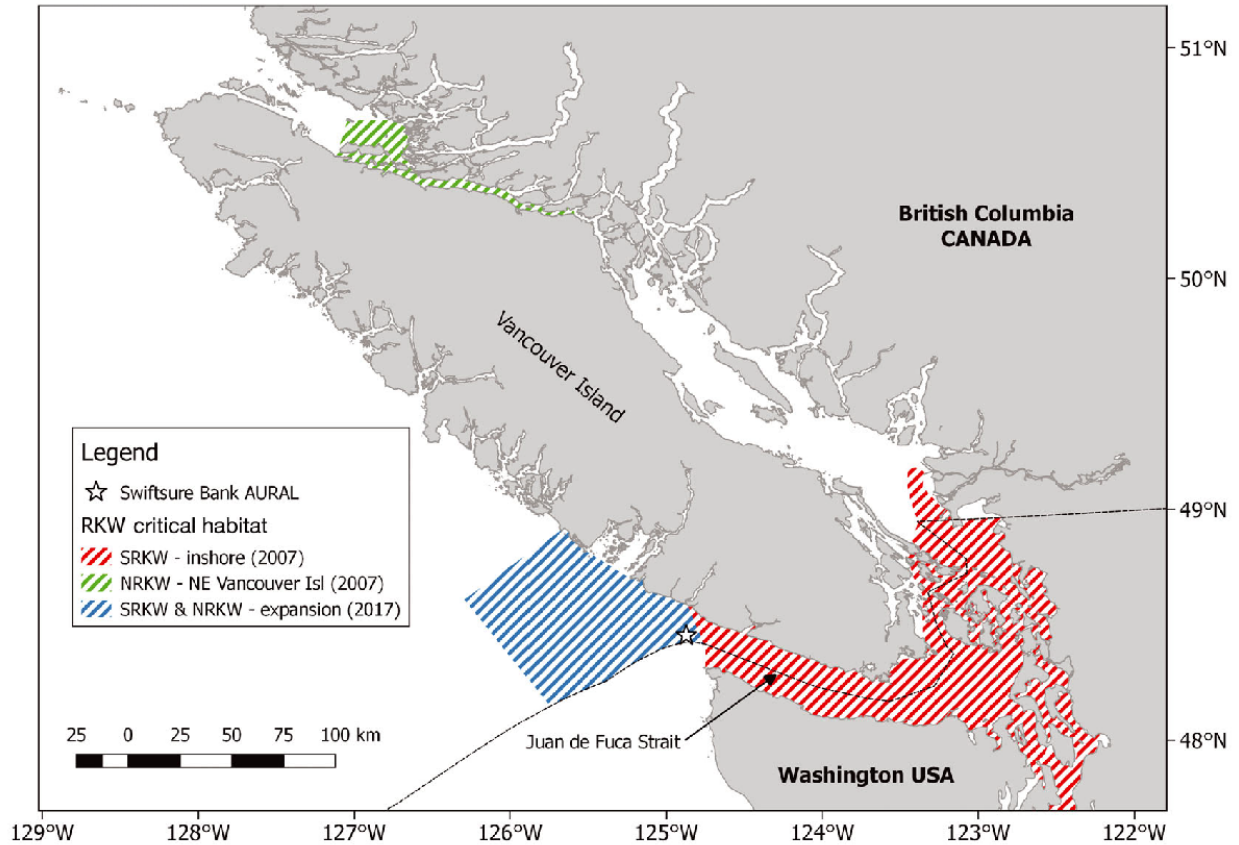 51°N
British Columbia
CANADA
50°N
Vancouver Island
Legend
Swiftsure Bank AURAL
RKW critical habitat
SRKW - inshore (2007)
NRKW - NE Vancouver Isl (2007)
SRKW & NRKW - expansion (2017)
49°N
25 0 25 50 75 100 km
Juan de Fuca Strait
48°N
Washington USA
129°W 128°W 127°W 126°W 125°W 124°W 123°W 122°W